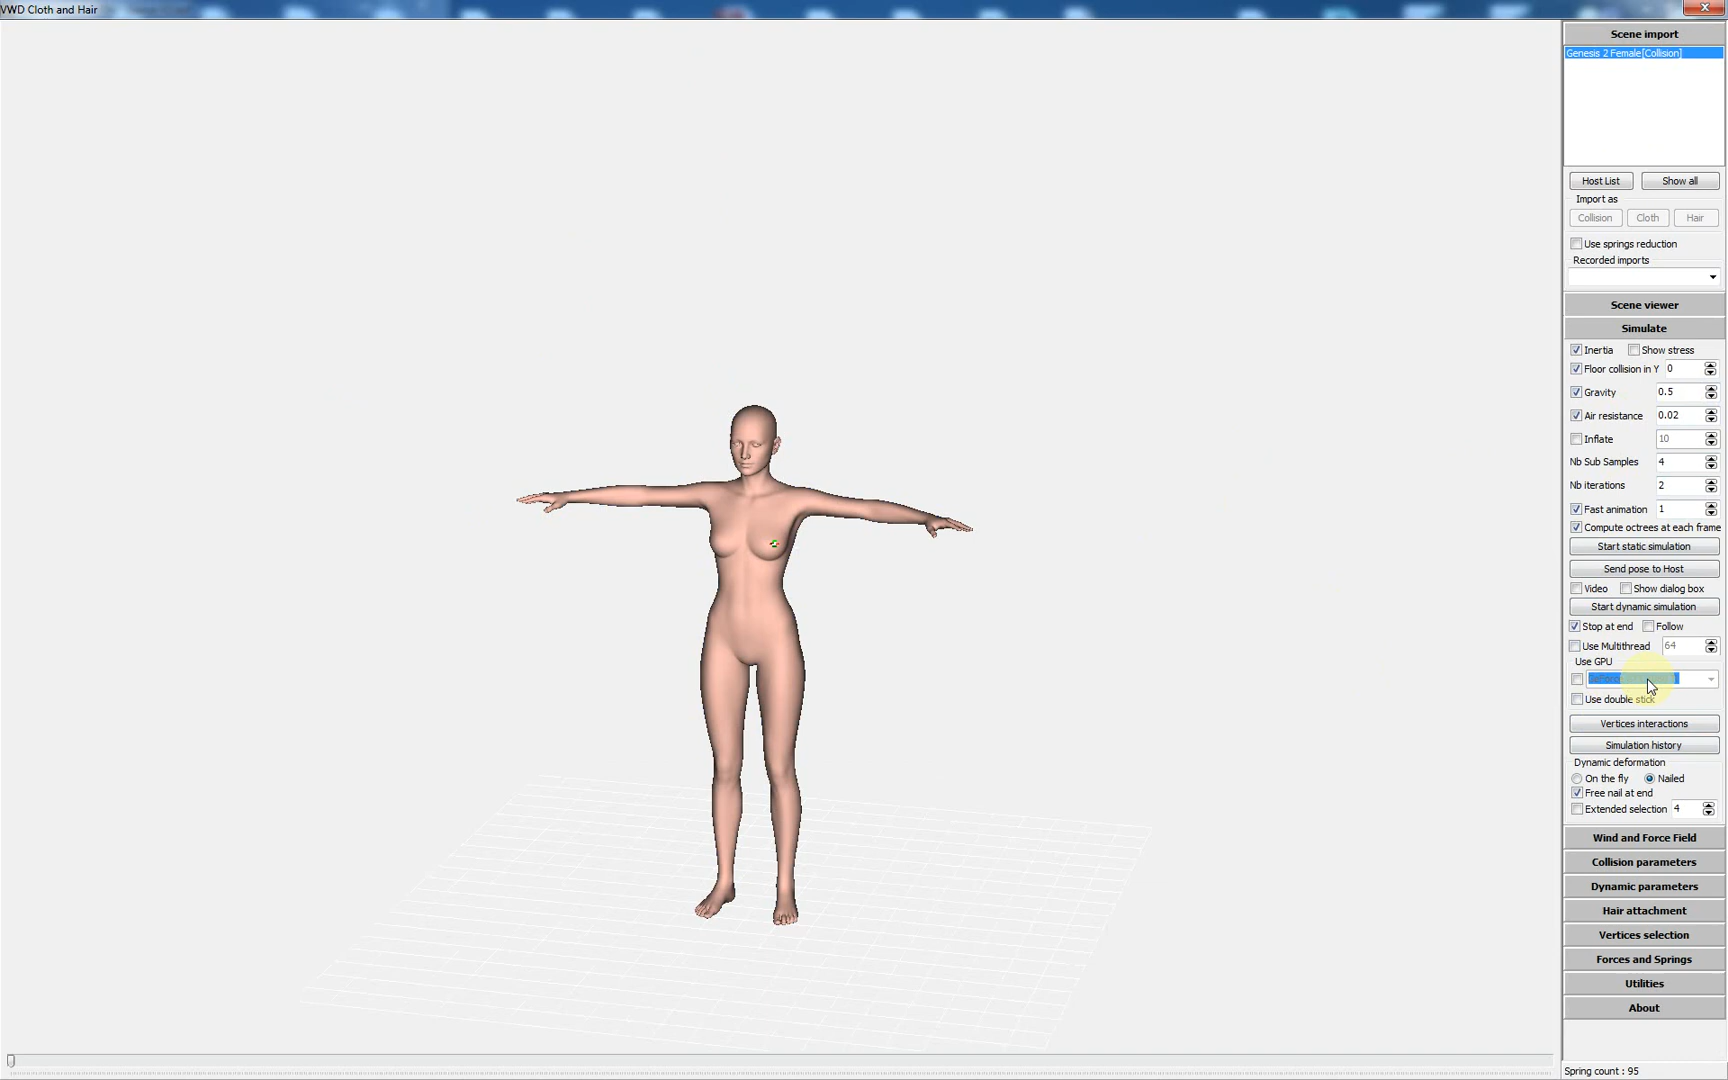 VWD Cloth and Hair
Scene import
Genesis 2 Female[Collision]
Host List
Show all
Import as
Collision
Cloth
Hair
Use springs reduction
Recorded imports
Scene viewer
Simulate
Inertia
Show stress
Floor collision in Y
0
Gravity
0.5
Air resistance
0.02
Inflate
10
Nb Sub Samples
4
Nb iterations
2
Fast animation
1
Compute octrees at each frame
Start static simulation
Send pose to Host
Video
Show dialog box
Start dynamic simulation
Stop at end
Follow
Use Multithread
64
Use GPU
Use double stick
Vertices interactions
Simulation history
Dynamic deformation
On the fly
Nailed
Free nail at end
Extended selection
4
Wind and Force Field
Collision parameters
Dynamic parameters
Hair attachment
Vertices selection
Forces and Springs
Utilities
About
Spring count : 95